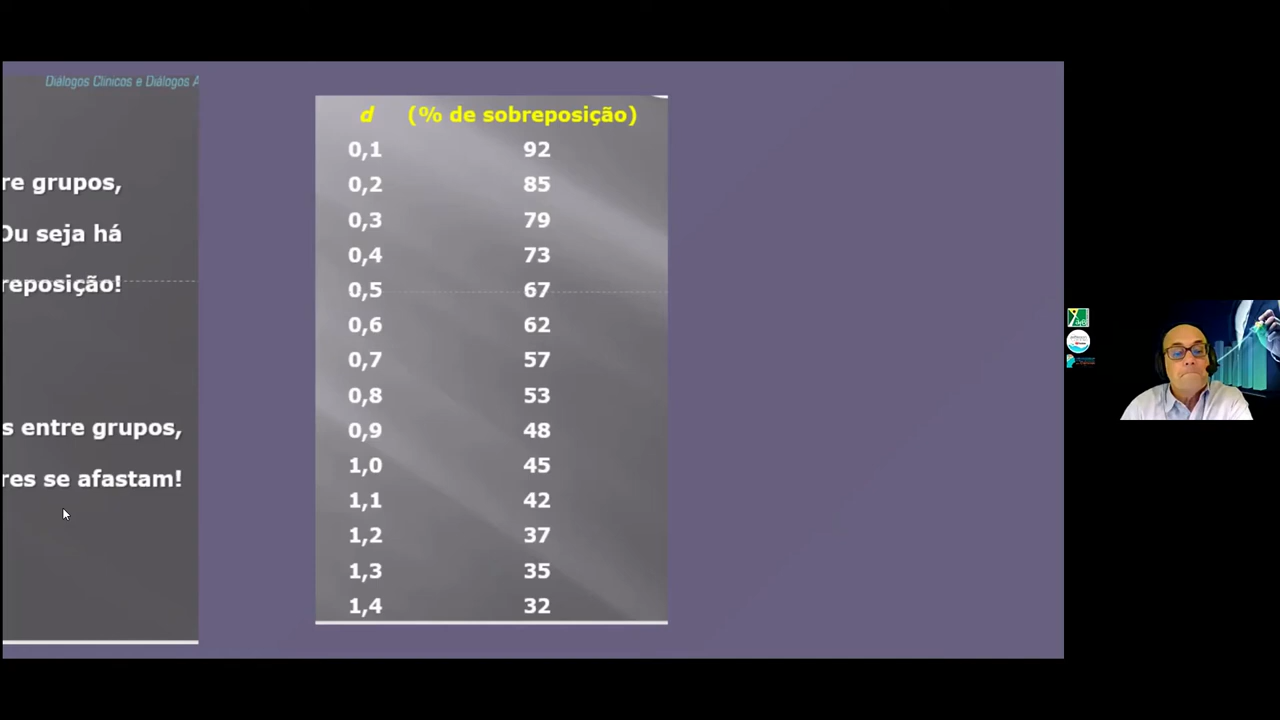 Diálogos Clínicos e Diálogos A
re grupos,
Ou seja há
reposição!
s entre grupos,
res se afastam!
d (% de sobreposição)
0,1 92
0,2 85
0,3 79
0,4 73
0,5 67
0,6 62
0,7 57
0,8 53
0,9 48
1,0 45
1,1 42
1,2 37
1,3 35
1,4 32